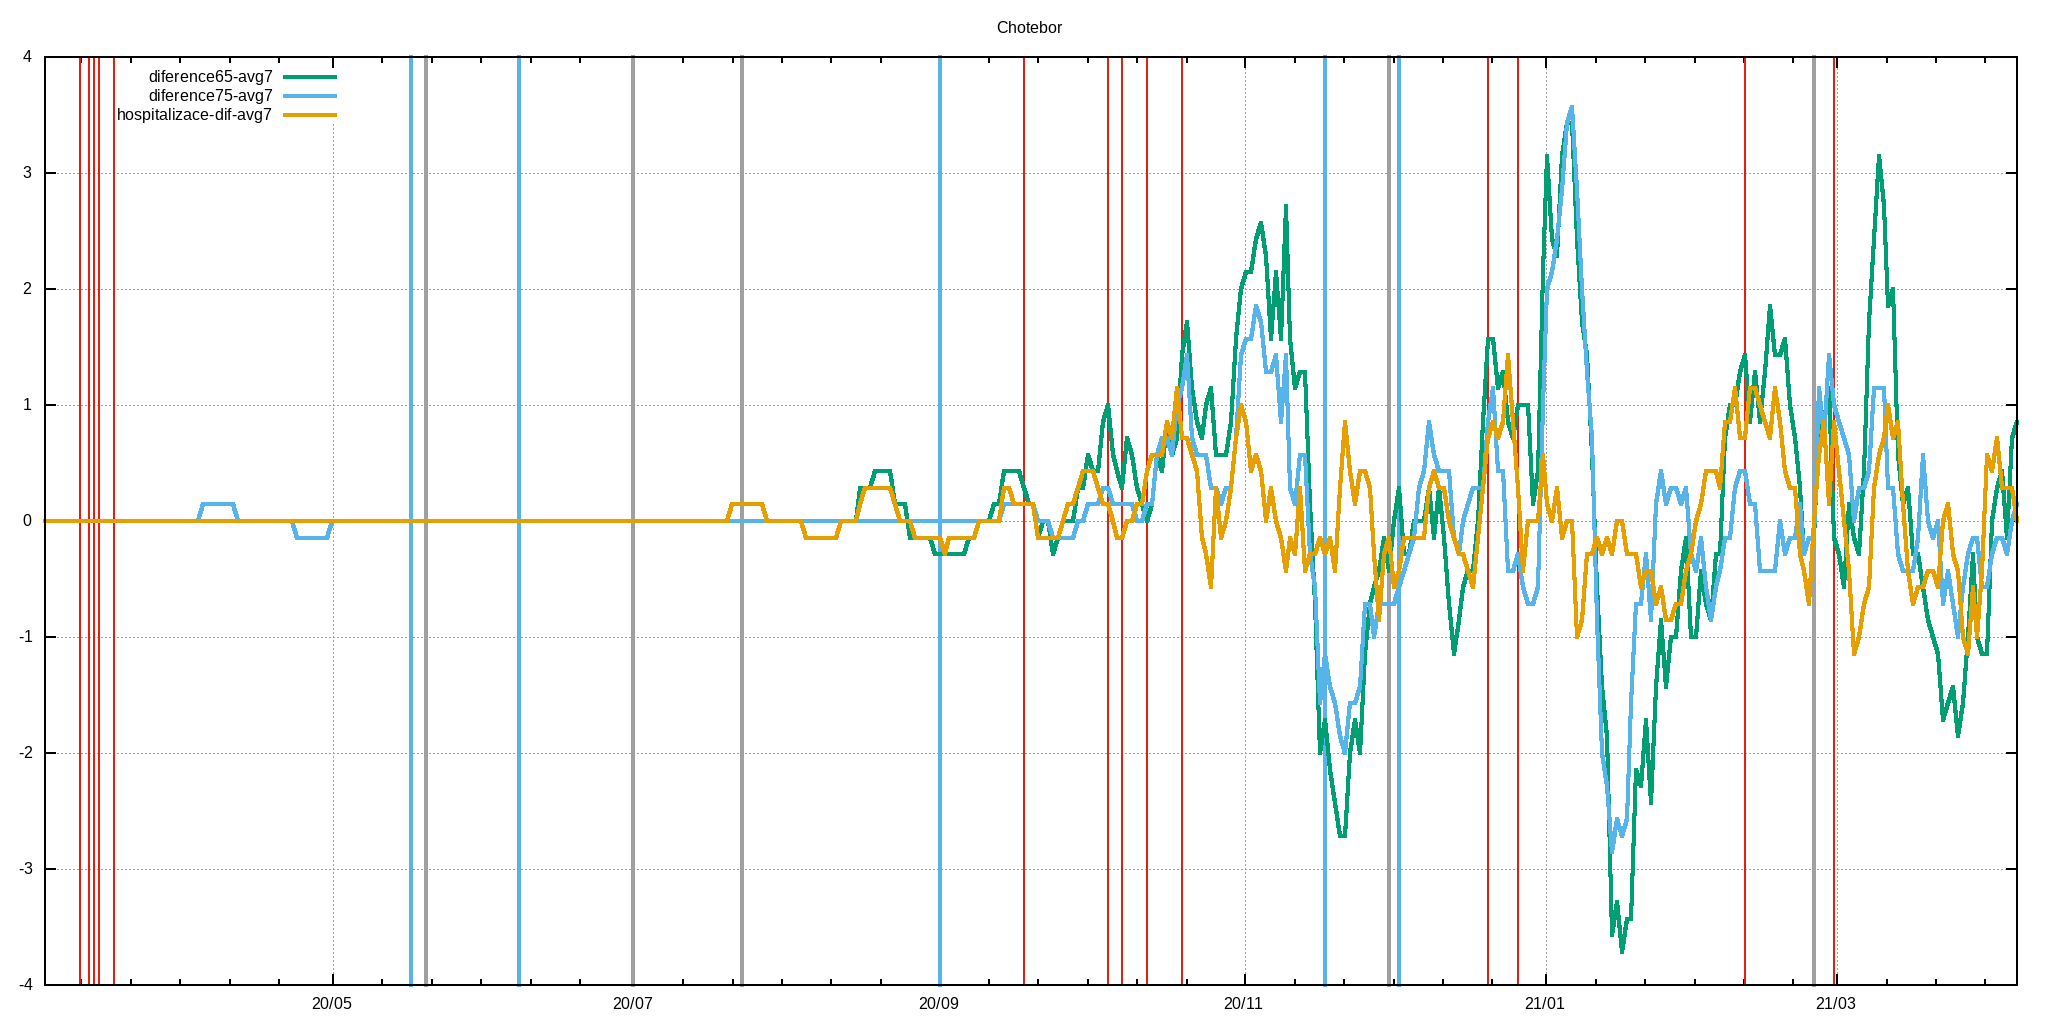 Chotebor
diference65-avg7
diference75-avg7
hospitalizace-dif-avg7
4
3
2
1
0
-1
-2
-3
-4
20/05 20/07 20/09 20/11 21/01 21/03